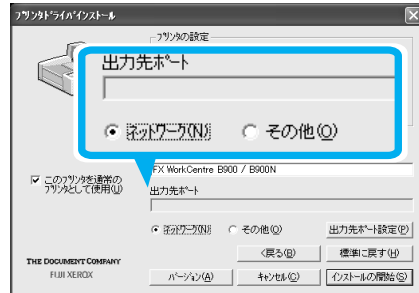 プリンタドライバインストール
プリンタの設定
出力先ポート
ネットワーク(N) その他(O)
FX WorkCentre B900 / B900N
このプリンタを通常の
プリンタとして使用(U)
出力先ポート
ネットワーク(N) その他(O) 出力先ポート設定(P)
<戻る(B) 標準に戻す(H)
THE DOCUMENT COMPANY
FUJI XEROX
バージョン(A) キャンセル(C) インストールの開始(S)